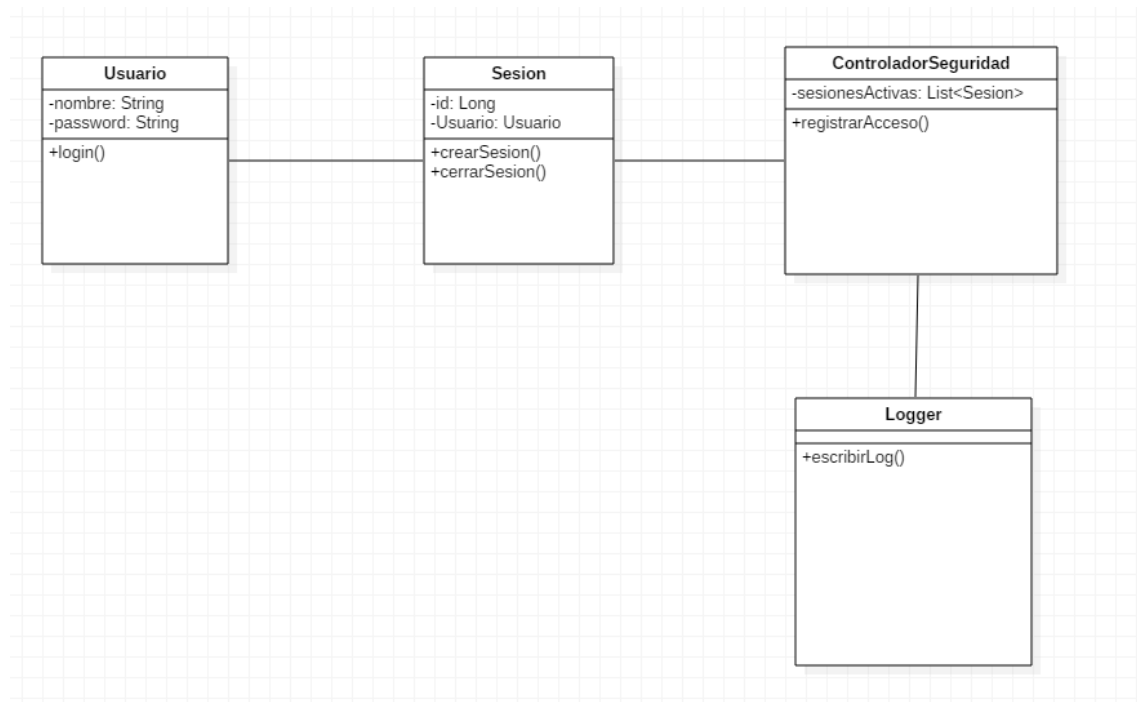 Usuario
-nombre: String
-password: String
+login()
Sesion
-id: Long
-Usuario: Usuario
+crearSesion()
+cerrarSesion()
ControladorSeguridad
-sesionesActivas: List<Sesion>
+registrarAcceso()
Logger
+escribirLog()